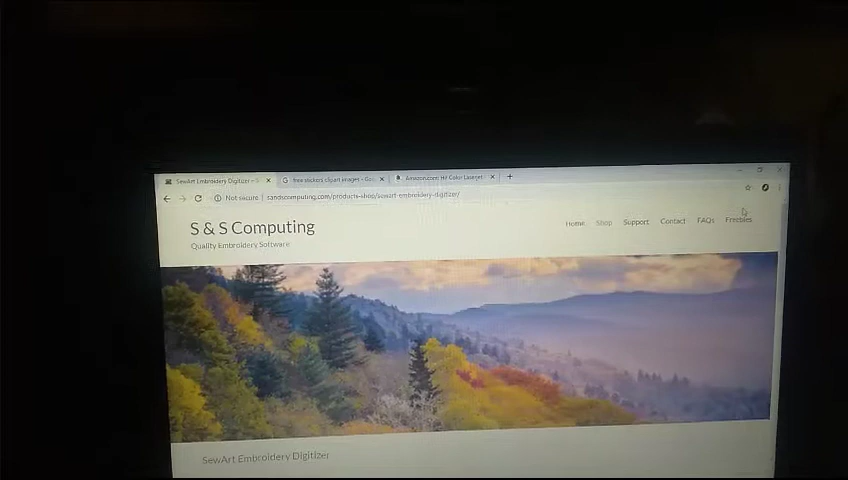 SewArt Embroidery Digitizer – S
free stickers clipart images - Goo
Amazon.com: HP Color LaserJet
Not secure | sandscomputing.com/products-shop/sewart-embroidery-digitizer/
S & S Computing
Quality Embroidery Software
Home Shop Support Contact FAQs Freebies
SewArt Embroidery Digitizer